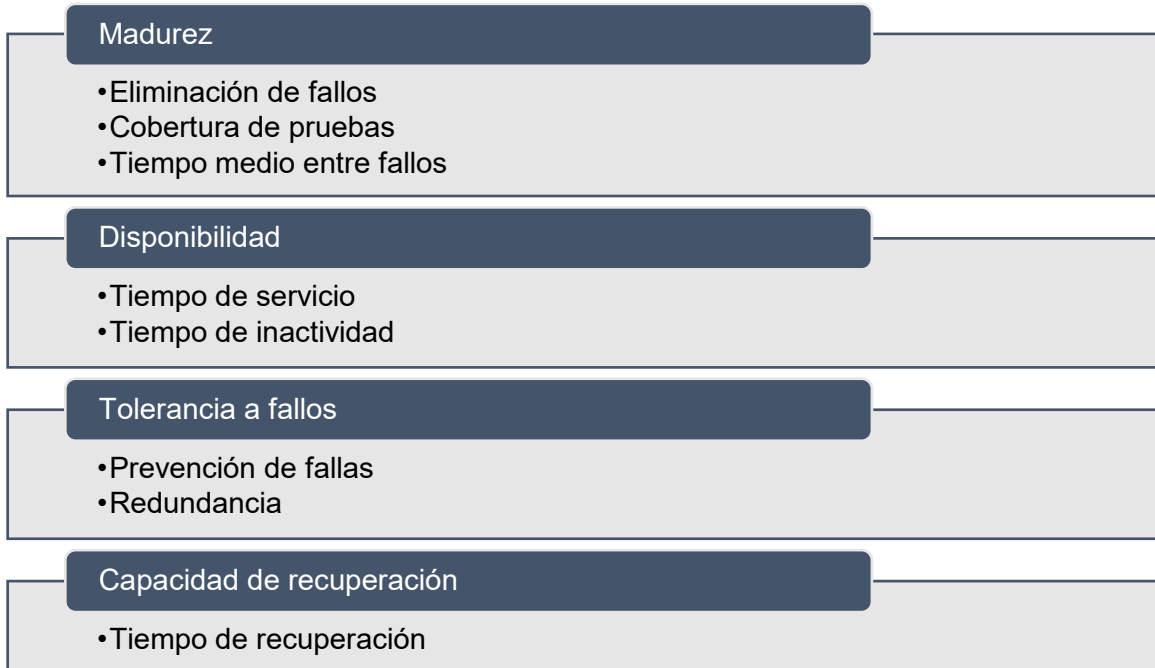 Madurez
•Eliminación de fallos
•Cobertura de pruebas
•Tiempo medio entre fallos
Disponibilidad
•Tiempo de servicio
•Tiempo de inactividad
Tolerancia a fallos
•Prevención de fallas
•Redundancia
Capacidad de recuperación
•Tiempo de recuperación